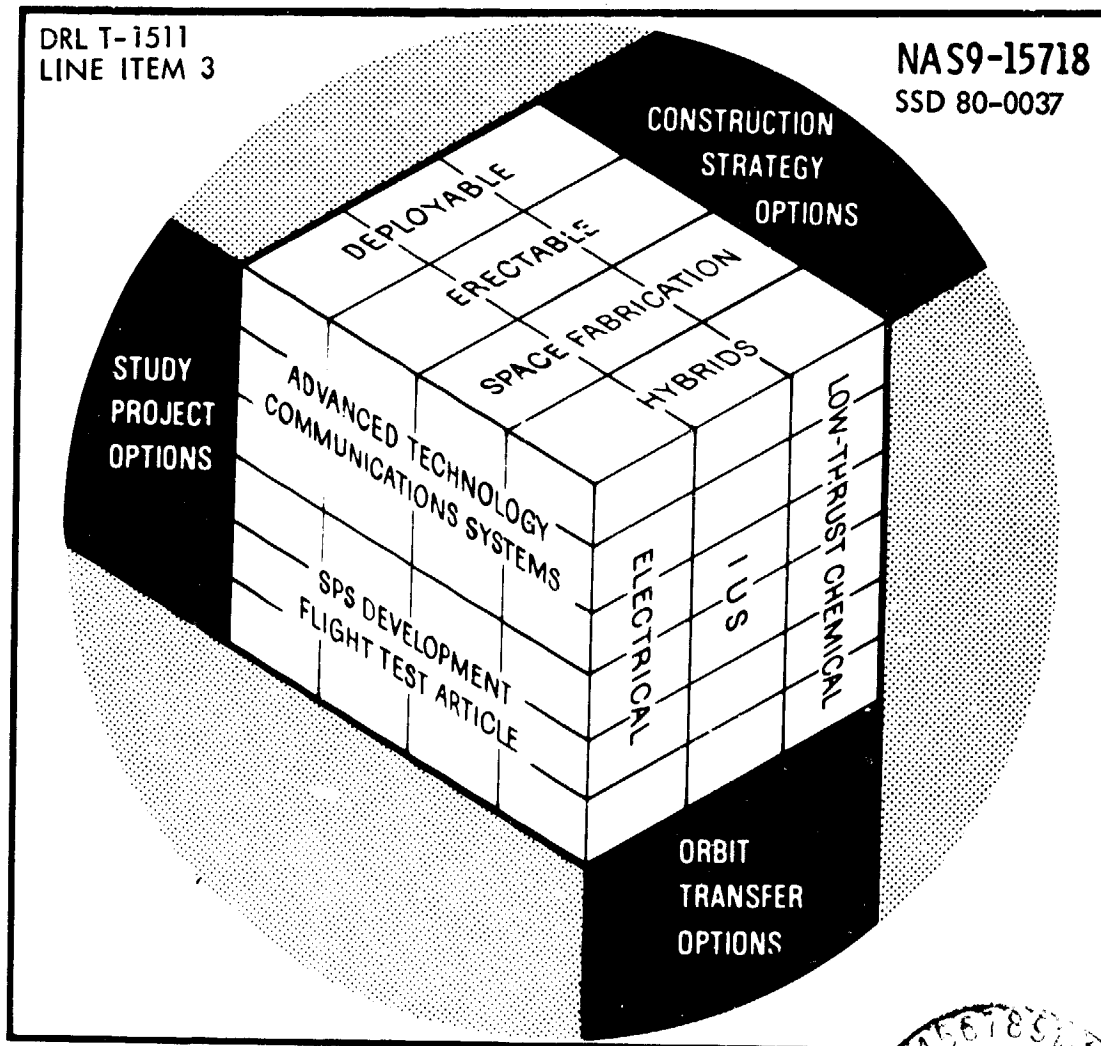 DRL T-1511
LINE ITEM 3
NAS9-15718
SSD 80-0037
CONSTRUCTION
STRATEGY
OPTIONS
DEPLOYABLE
ERECTABLE
SPACE FABRICATION
HYBRIDS
STUDY
PROJECT
OPTIONS
ADVANCED TECHNOLOGY
COMMUNICATIONS SYSTEMS
SPS DEVELOPMENT
FLIGHT TEST ARTICLE
ELECTRICAL
IUS
LOW-THRUST CHEMICAL
ORBIT
TRANSFER
OPTIONS